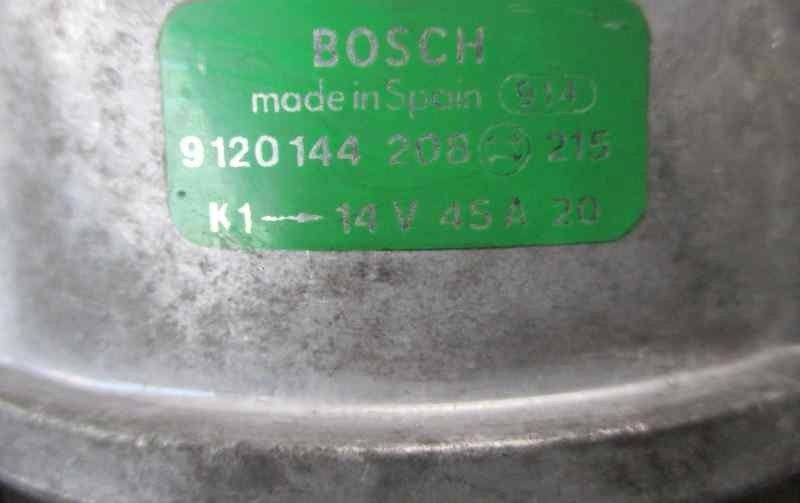 BOSCH
made in Spain 914
9120144 208 215
K1 → 14 V 45 A 20